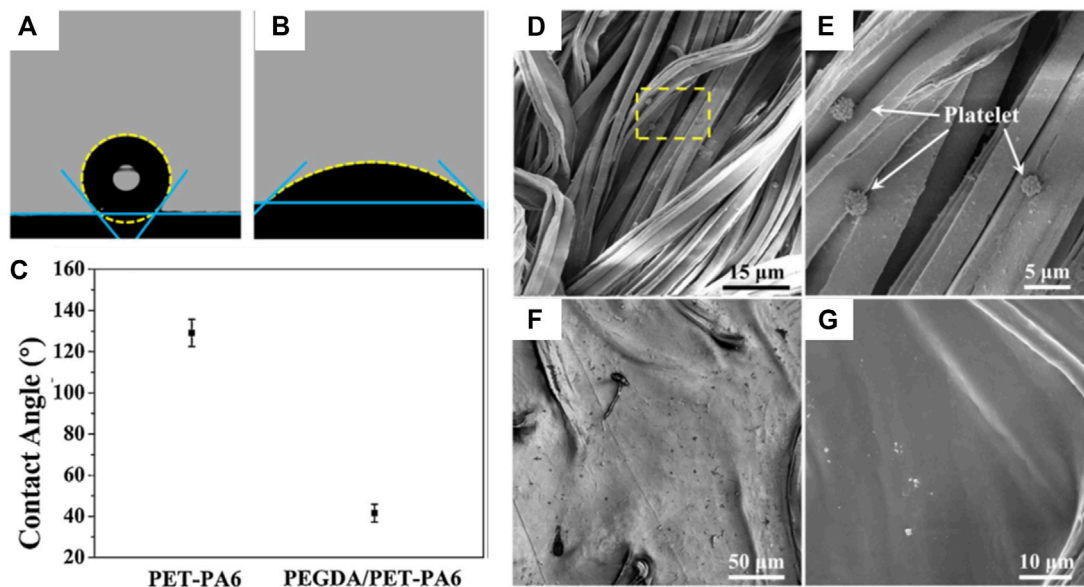 A
B
C
Contact Angle (°)
160
140
120
100
80
60
40
20
PET-PA6
PEGDA/PET-PA6
D
15 μm
E
Platelet
5 μm
F
50 μm
G
10 μm